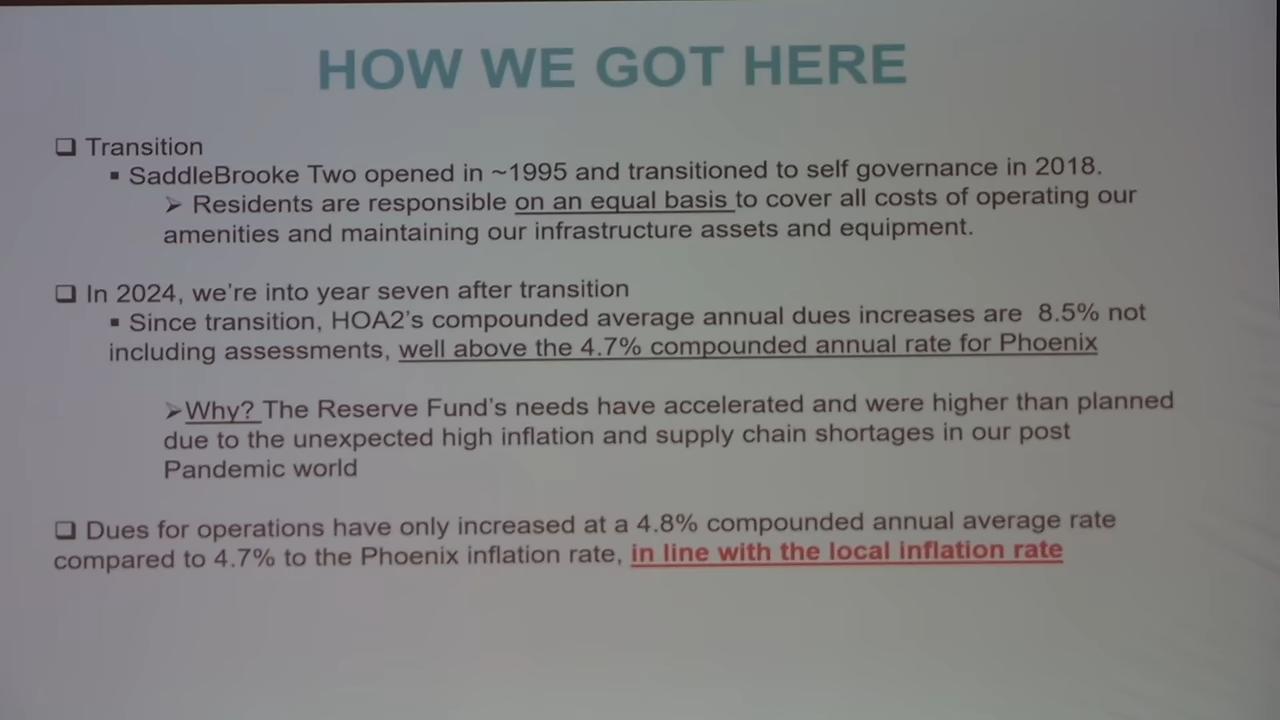 HOW WE GOT HERE
❑ Transition
▪ SaddleBrooke Two opened in ~1995 and transitioned to self governance in 2018.
➢ Residents are responsible on an equal basis to cover all costs of operating our
amenities and maintaining our infrastructure assets and equipment.
❑ In 2024, we're into year seven after transition
▪ Since transition, HOA2's compounded average annual dues increases are 8.5% not
including assessments, well above the 4.7% compounded annual rate for Phoenix
➢Why? The Reserve Fund's needs have accelerated and were higher than planned
due to the unexpected high inflation and supply chain shortages in our post
Pandemic world
❑ Dues for operations have only increased at a 4.8% compounded annual average rate
compared to 4.7% to the Phoenix inflation rate, in line with the local inflation rate